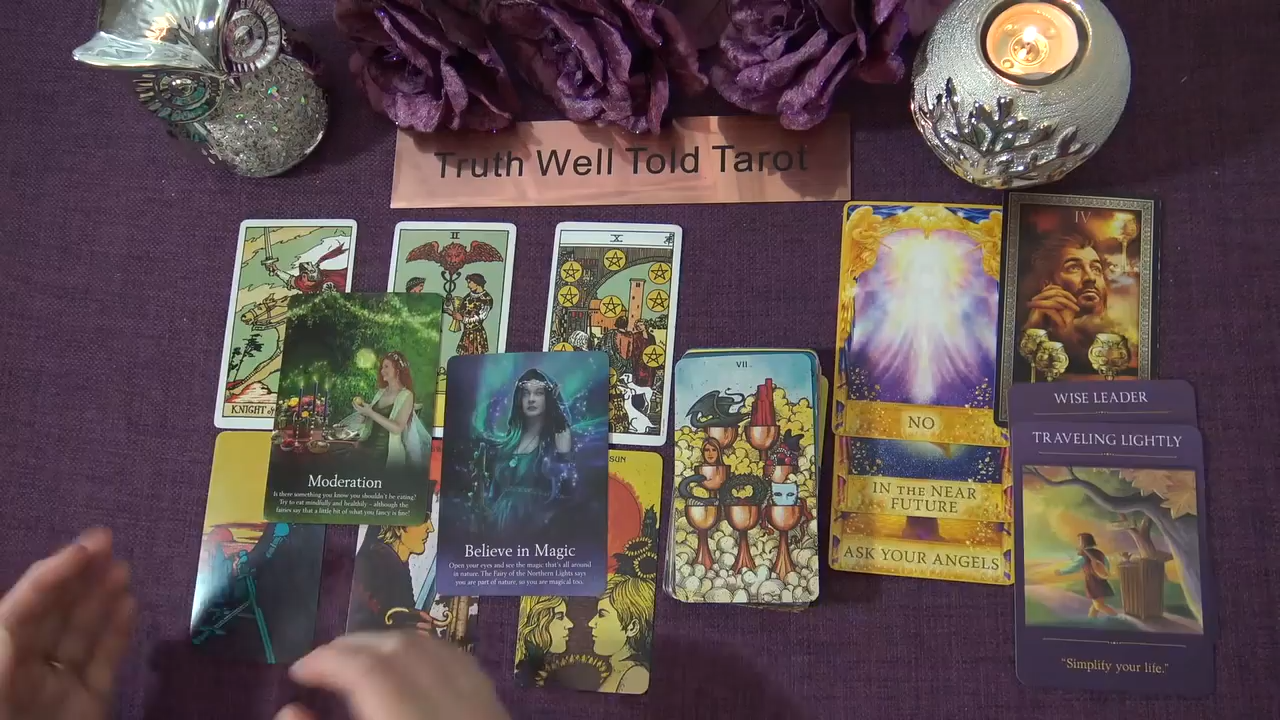 Truth Well Told Tarot
II
X
IV
KNIGHT of
VII
NO
WISE LEADER
TRAVELING LIGHTLY
Moderation
Is there something you know you shouldn't be eating?
Try to eat mindfully and healthily – although the
fairies say that a little bit of what you fancy is fine!
SUN
IN THE NEAR
FUTURE
Believe in Magic
Open your eyes and see the magic that's all around
in nature. The Fairy of the Northern Lights says
you are part of nature, so you are magical too.
ASK YOUR ANGELS
"Simplify your life."